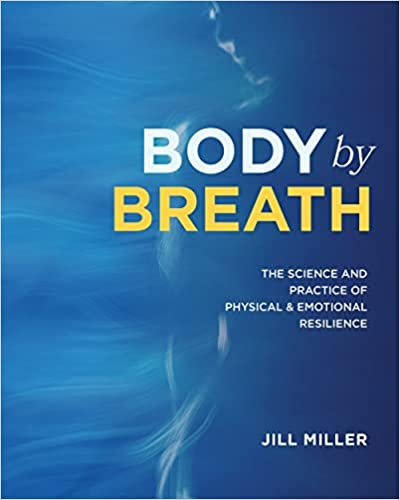 BODY by
BREATH
THE SCIENCE AND
PRACTICE OF
PHYSICAL & EMOTIONAL
RESILIENCE
JILL MILLER